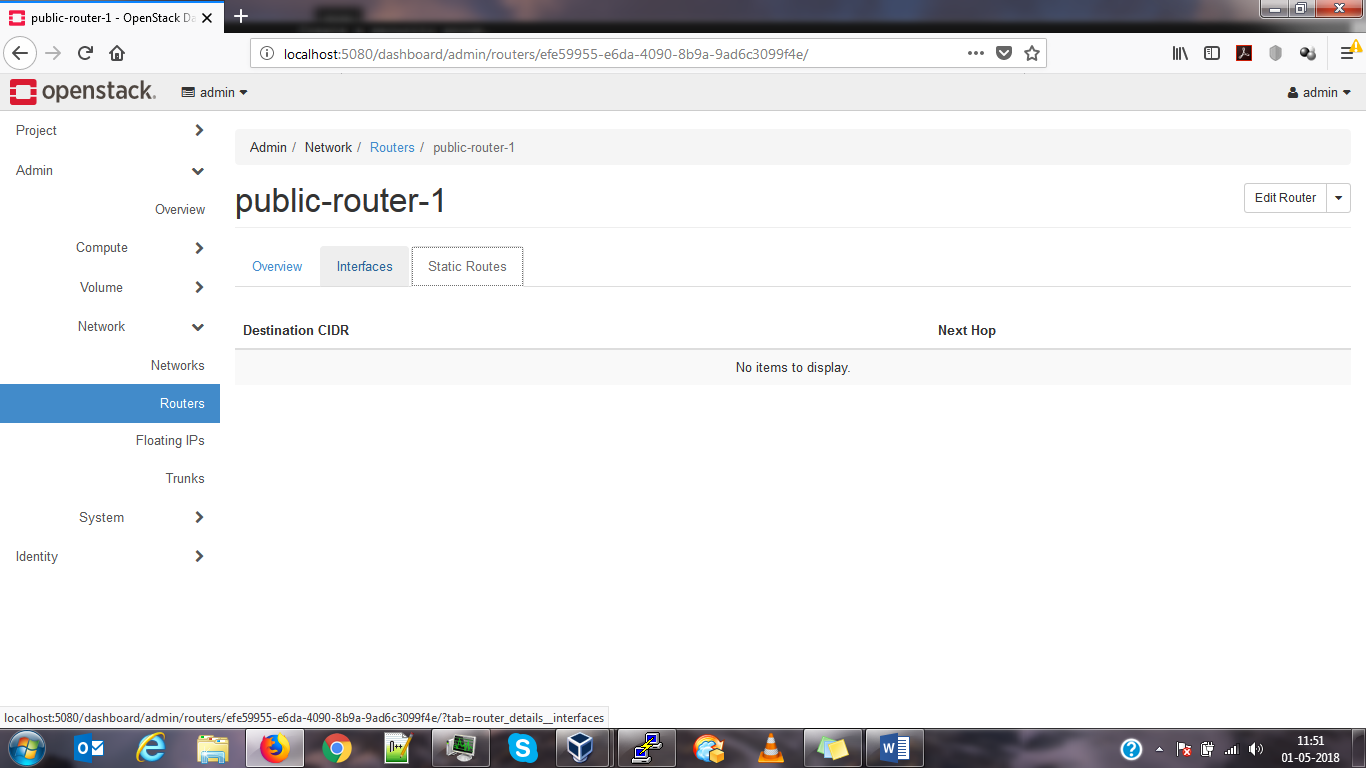 public-router-1 - OpenStack Da
localhost:5080/dashboard/admin/routers/efe59955-e6da-4090-8b9a-9ad6c3099f4e/
openstack.
admin
admin
Project
Admin
Overview
Compute
Volume
Network
Networks
Routers
Floating IPs
Trunks
System
Identity
Admin / Network / Routers / public-router-1
public-router-1
Edit Router
Overview Interfaces Static Routes
Destination CIDR Next Hop
No items to display.
localhost:5080/dashboard/admin/routers/efe59955-e6da-4090-8b9a-9ad6c3099f4e/?tab=router_details__interfaces
11:51
01-05-2018